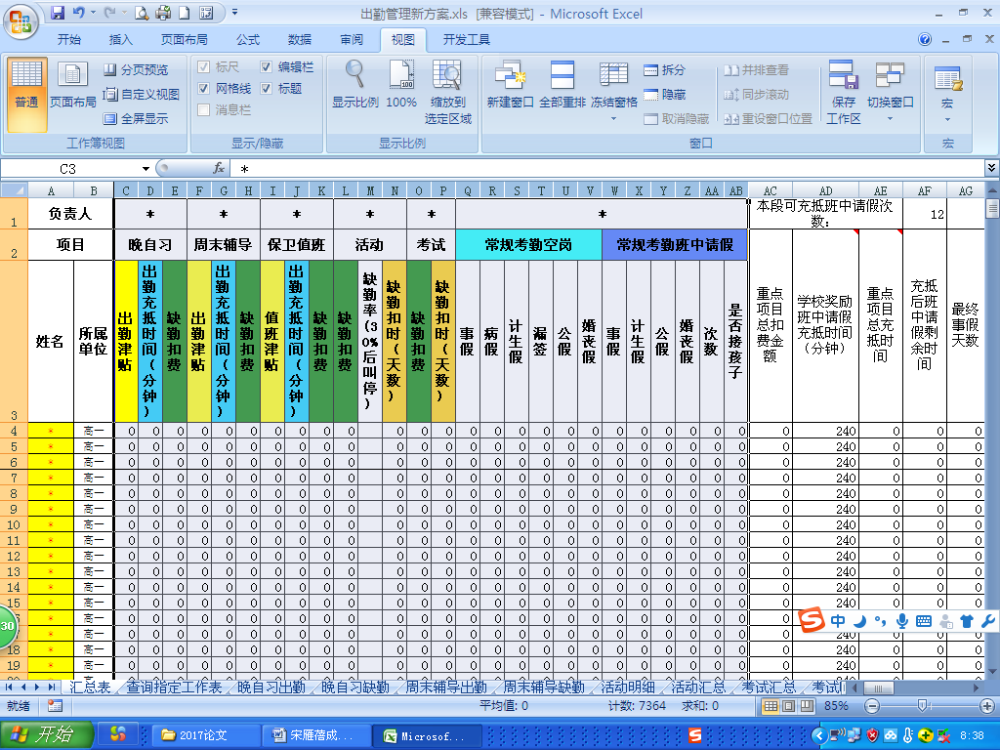 出勤管理新方案.xls [兼容模式] - Microsoft Excel
开始 插入 页面布局 公式 数据 审阅 视图 开发工具
普通 页面布局 分页预览 自定义视图 全屏显示
标尺 编辑栏 网格线 标题 消息栏
显示比例 100% 缩放到选定区域
新建窗口 全部重排 冻结窗格 拆分 隐藏 取消隐藏
并排查看 同步滚动 重设窗口位置 保存工作区 切换窗口 宏
工作簿视图 显示/隐藏 显示比例 窗口 宏
C3 fx *
A B C D E F G H I J K L M N O P Q R S T U V W X Y Z AA AB AC AD AE AF AG
1 负责人 * * * * * * 本段可充抵班中请假次数: 12
2 项目 晚自习 周末辅导 保卫值班 活动 考试 常规考勤空岗 常规考勤班中请假
3 姓名 所属单位 出勤津贴 出勤充抵时间(分钟) 缺勤扣费 出勤津贴 出勤充抵时间(分钟) 缺勤扣费 值班津贴 出勤充抵时间(分钟) 缺勤扣费 缺勤扣费 缺勤率(30%后叫停) 缺勤扣时(天数) 缺勤扣费 缺勤扣时(天数) 事假 病假 计生假 漏签 公假 婚丧假 事假 计生假 公假 婚丧假 次数 是否接孩子 重点项目总扣费金额 学校奖励班中请假充抵时间(分钟) 重点项目总充抵时间 充抵后班中请假剩余时间 最终事假天数
4 * 高一 0 0 0 0 0 0 0 0 0 0 0 0 0 0 0 0 0 0 0 0 0 0 0 0 0 0 240 0 0 0
5 * 高一 0 0 0 0 0 0 0 0 0 0 0 0 0 0 0 0 0 0 0 0 0 0 0 0 0 0 240 0 0 0
6 * 高一 0 0 0 0 0 0 0 0 0 0 0 0 0 0 0 0 0 0 0 0 0 0 0 0 0 0 240 0 0 0
7 * 高一 0 0 0 0 0 0 0 0 0 0 0 0 0 0 0 0 0 0 0 0 0 0 0 0 0 0 240 0 0 0
8 * 高一 0 0 0 0 0 0 0 0 0 0 0 0 0 0 0 0 0 0 0 0 0 0 0 0 0 0 240 0 0 0
9 * 高一 0 0 0 0 0 0 0 0 0 0 0 0 0 0 0 0 0 0 0 0 0 0 0 0 0 0 240 0 0 0
10 * 高一 0 0 0 0 0 0 0 0 0 0 0 0 0 0 0 0 0 0 0 0 0 0 0 0 0 0 240 0 0 0
11 * 高一 0 0 0 0 0 0 0 0 0 0 0 0 0 0 0 0 0 0 0 0 0 0 0 0 0 0 240 0 0 0
12 * 高一 0 0 0 0 0 0 0 0 0 0 0 0 0 0 0 0 0 0 0 0 0 0 0 0 0 0 240 0 0 0
13 * 高一 0 0 0 0 0 0 0 0 0 0 0 0 0 0 0 0 0 0 0 0 0 0 0 0 0 0 240 0 0 0
14 * 高一 0 0 0 0 0 0 0 0 0 0 0 0 0 0 0 0 0 0 0 0 0 0 0 0 0 0 240 0 0 0
15 * 高一 0 0 0 0 0 0 0 0 0 0 0 0 0 0 0 0 0 0 0 0 0 0 0 0 0 0 240 0 0 0
30 * 高一 0 0 0 0 0 0 0 0 0 0 0 0 0 0 0 0 0 0 0 0 0 0 0 0 0 0 中
* 高一 0 0 0 0 0 0 0 0 0 0 0 0 0 0 0 0 0 0 0 0 0 0 0 0 0 0 240 0 0 0
18 * 高一 0 0 0 0 0 0 0 0 0 0 0 0 0 0 0 0 0 0 0 0 0 0 0 0 0 0 240 0 0 0
19 * 高一 0 0 0 0 0 0 0 0 0 0 0 0 0 0 0 0 0 0 0 0 0 0 0 0 0 0 240 0 0 0
汇总表 查询指定工作表 晚自习出勤 晚自习缺勤 周末辅导出勤 周末辅导缺勤 活动明细 活动汇总 考试汇总 考试
就绪 平均值: 0 计数: 7364 求和: 0 85%
开始 2017论文 宋雁蓓成... Microsof... 8:38